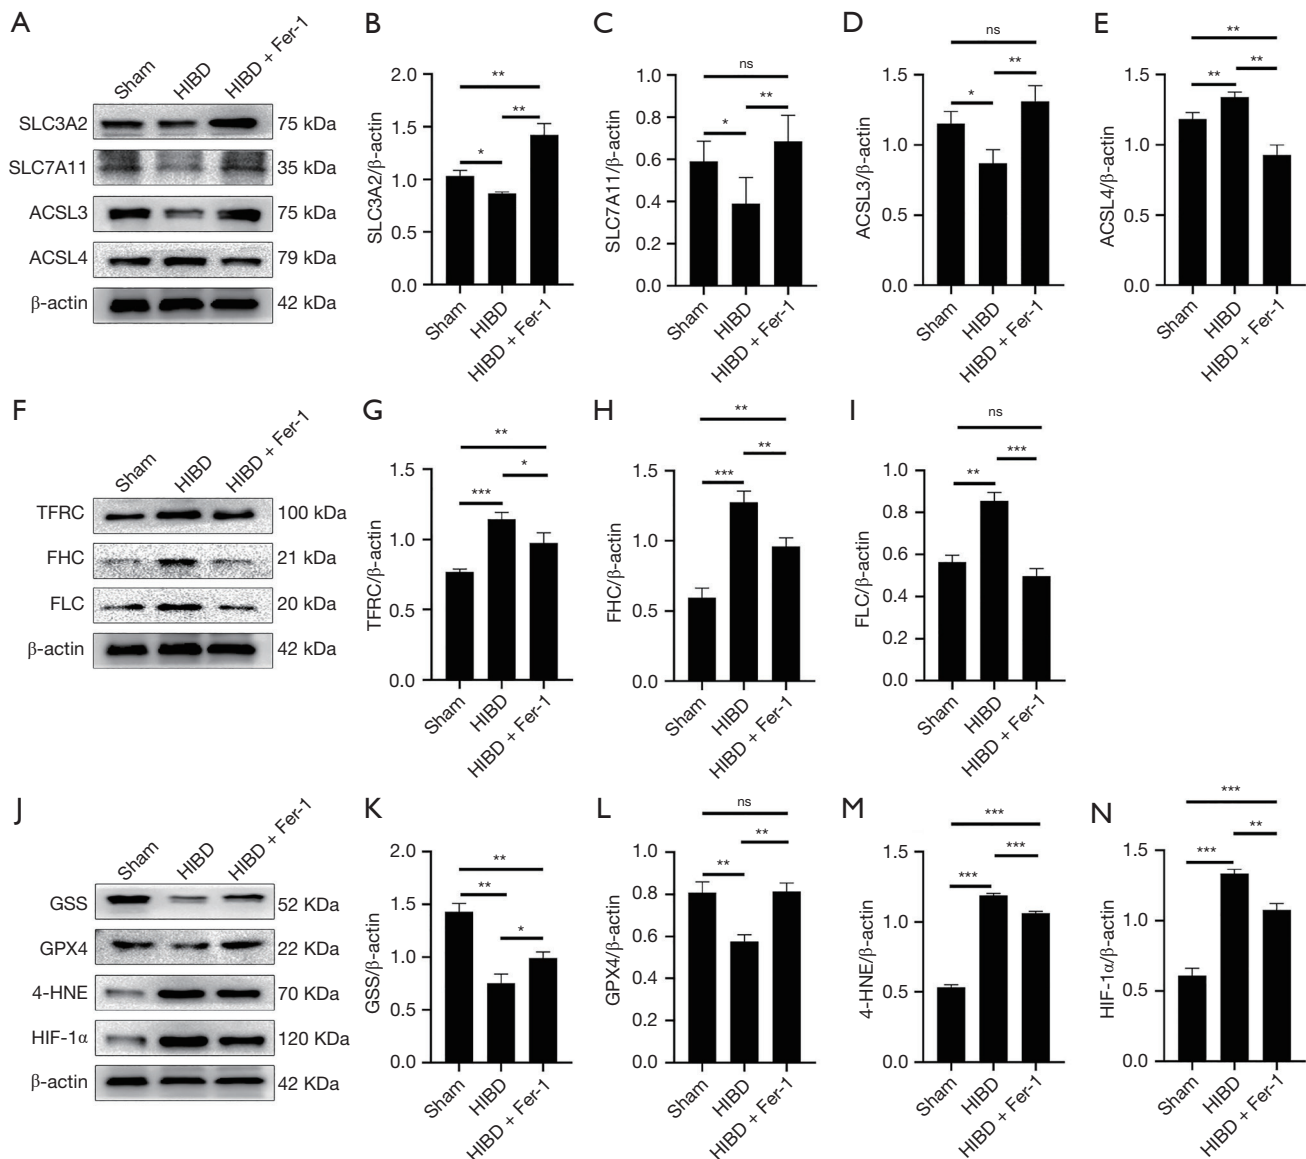 A
Sham
HIBD
HIBD + Fer-1
SLC3A2
75 kDa
SLC7A11
35 kDa
ACSL3
75 kDa
ACSL4
79 kDa
β-actin
42 kDa
B
SLC3A2/β-actin
2.0
1.5
1.0
0.5
0.0
**
**
*
Sham
HIBD
HIBD + Fer-1
C
SLC7A11/β-actin
1.0
0.8
0.6
0.4
0.2
0.0
ns
**
*
Sham
HIBD
HIBD + Fer-1
D
ACSL3/β-actin
1.5
1.0
0.5
0.0
ns
**
*
Sham
HIBD
HIBD + Fer-1
E
ACSL4/β-actin
1.5
1.0
0.5
0.0
**
**
**
Sham
HIBD
HIBD + Fer-1
F
Sham
HIBD
HIBD + Fer-1
TFRC
100 kDa
FHC
21 kDa
FLC
20 kDa
β-actin
42 kDa
G
TFRC/β-actin
1.5
1.0
0.5
0.0
**
*
***
Sham
HIBD
HIBD + Fer-1
H
FHC/β-actin
1.5
1.0
0.5
0.0
**
**
***
Sham
HIBD
HIBD + Fer-1
I
FLC/β-actin
1.0
0.8
0.6
0.4
0.2
0.0
ns
***
**
Sham
HIBD
HIBD + Fer-1
J
Sham
HIBD
HIBD + Fer-1
GSS
52 KDa
GPX4
22 KDa
4-HNE
70 KDa
HIF-1α
120 KDa
β-actin
42 KDa
K
GSS/β-actin
2.0
1.5
1.0
0.5
0.0
**
**
*
Sham
HIBD
HIBD + Fer-1
L
GPX4/β-actin
1.0
0.8
0.6
0.4
0.2
0.0
ns
**
**
Sham
HIBD
HIBD + Fer-1
M
4-HNE/β-actin
1.5
1.0
0.5
0.0
***
***
***
Sham
HIBD
HIBD + Fer-1
N
HIF-1α/β-actin
1.5
1.0
0.5
0.0
***
**
***
Sham
HIBD
HIBD + Fer-1